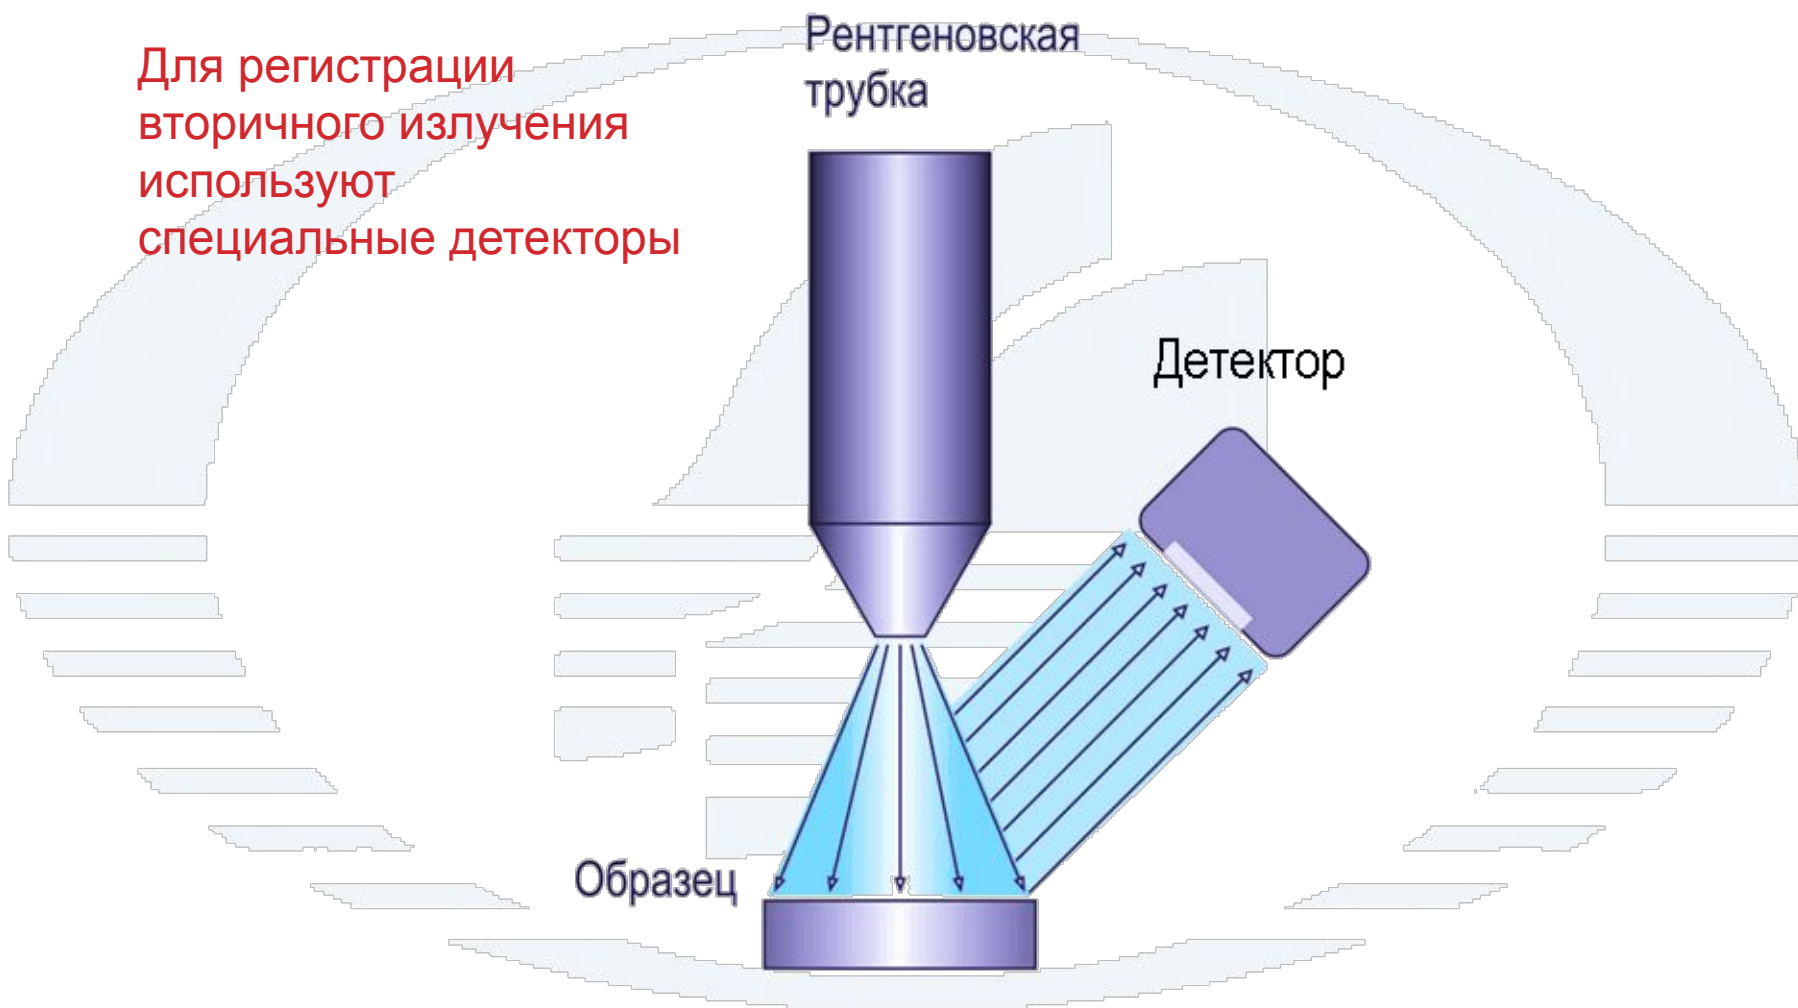 Для регистрации
вторичного излучения
используют
специальные детекторы
Рентгеновская
трубка
Детектор
Образец